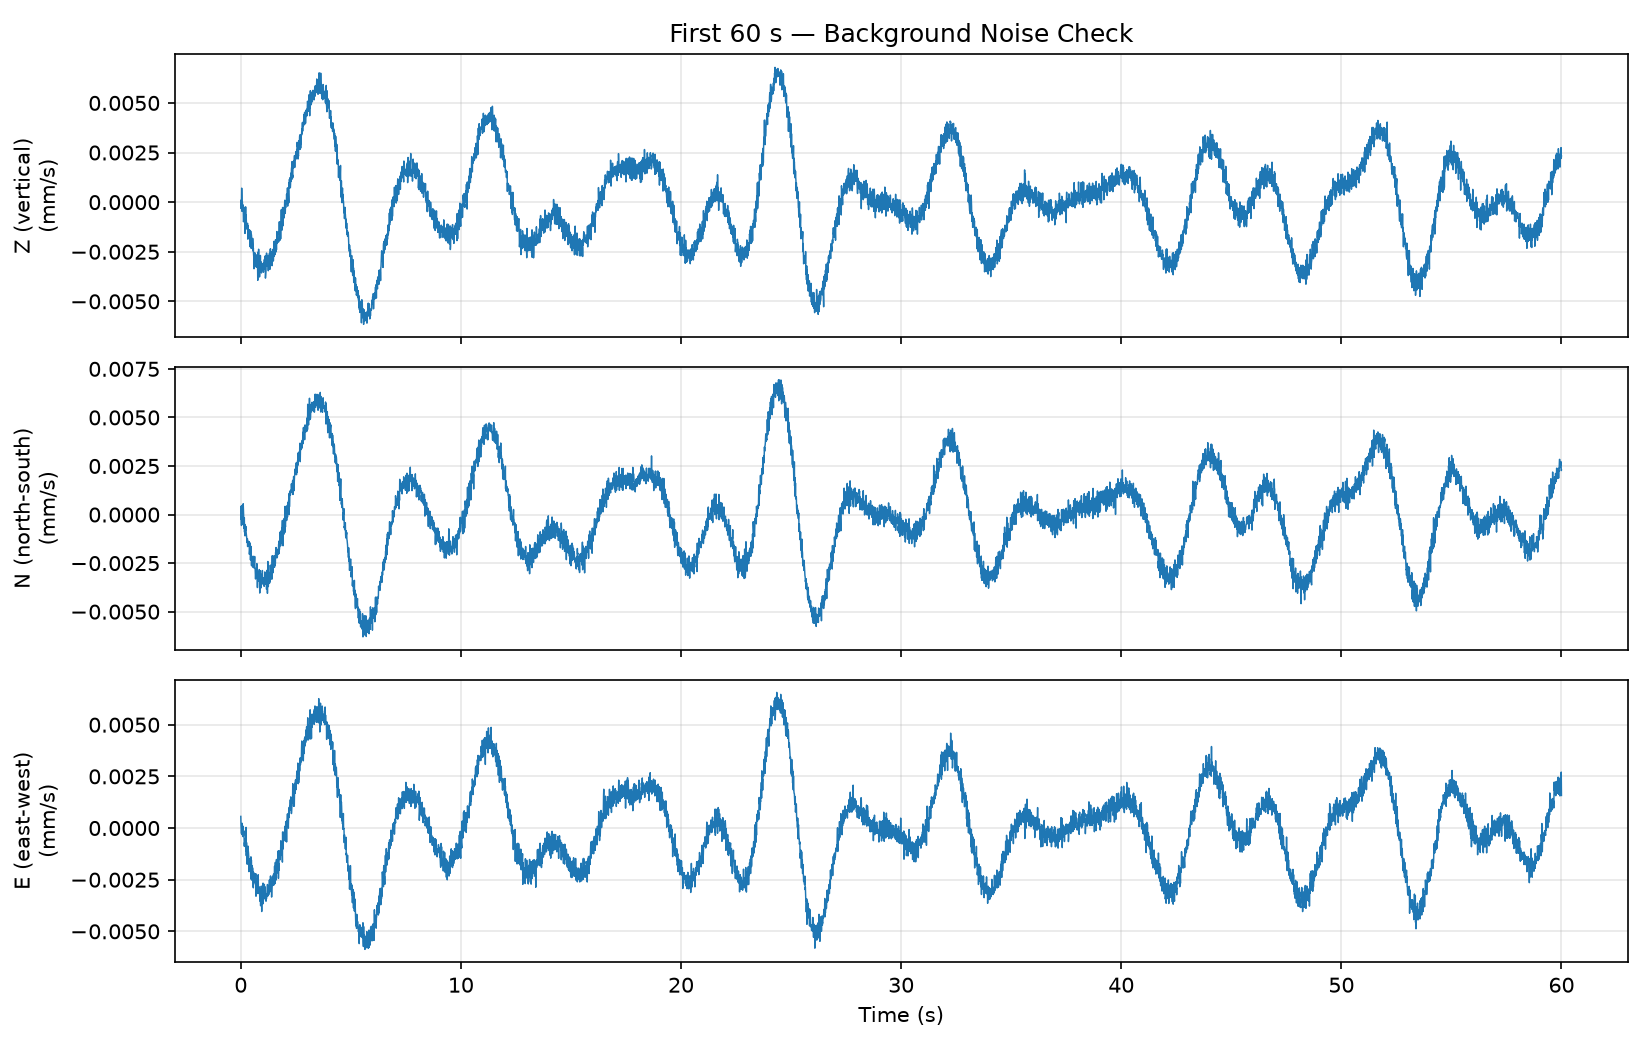 First 60 s — Background Noise Check
Z (vertical)
(mm/s)
0.0050
0.0025
0.0000
−0.0025
−0.0050
N (north-south)
(mm/s)
0.0075
0.0050
0.0025
0.0000
−0.0025
−0.0050
E (east-west)
(mm/s)
0.0050
0.0025
0.0000
−0.0025
−0.0050
0 10 20 30 40 50 60
Time (s)